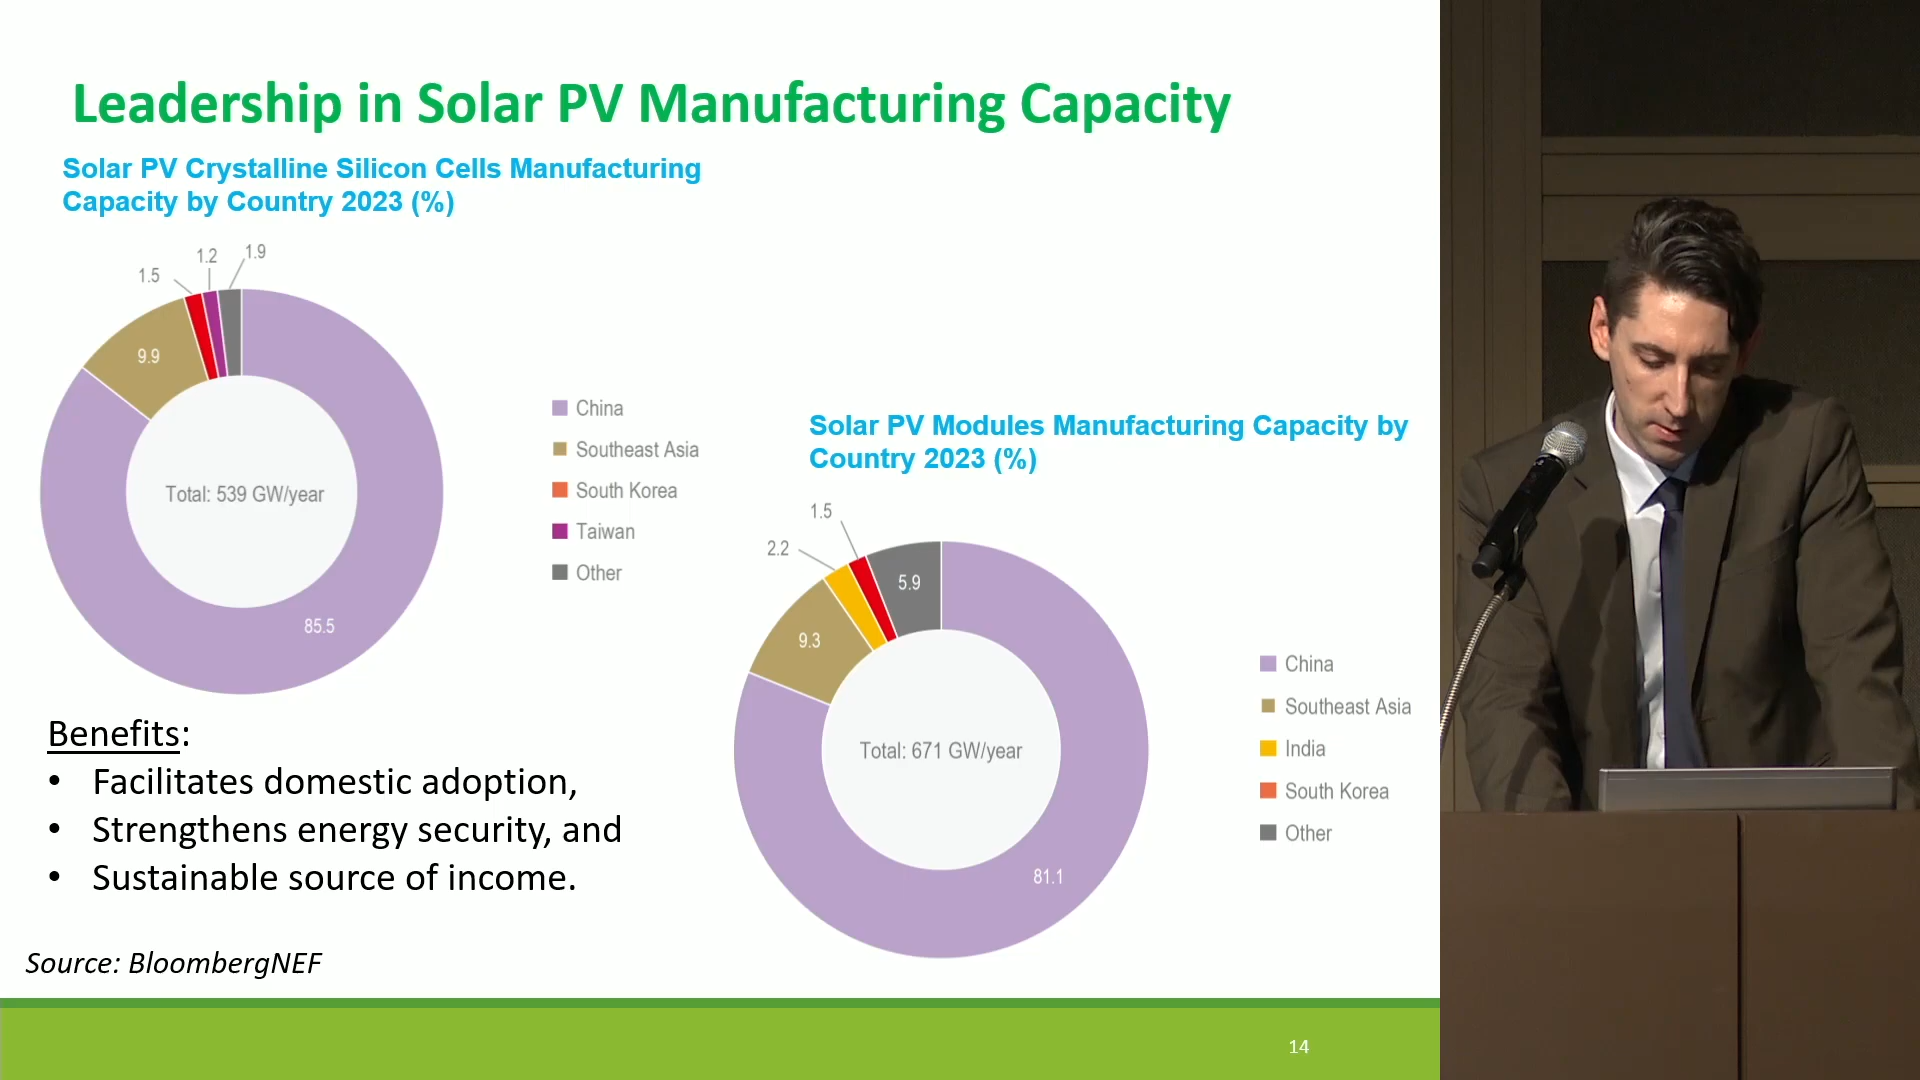 Leadership in Solar PV Manufacturing Capacity
Solar PV Crystalline Silicon Cells Manufacturing
Capacity by Country 2023 (%)
1.5
1.2
1.9
9.9
Total: 539 GW/year
85.5
China
Southeast Asia
South Korea
Taiwan
Other
Solar PV Modules Manufacturing Capacity by
Country 2023 (%)
1.5
2.2
5.9
9.3
Total: 671 GW/year
81.1
China
Southeast Asia
India
South Korea
Other
Benefits:
• Facilitates domestic adoption,
• Strengthens energy security, and
• Sustainable source of income.
Source: BloombergNEF
14